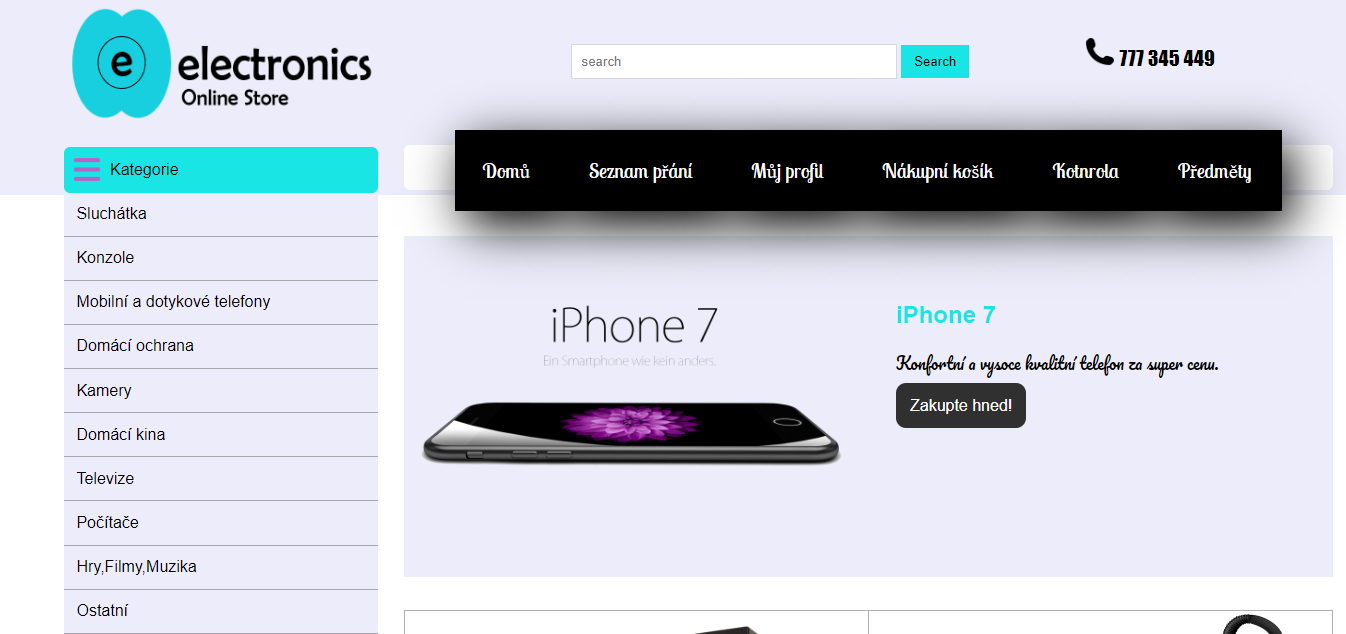 e electronics
Online Store
search
Search
777 345 449
Kategorie
Domů
Seznam přání
Můj profil
Nákupní košík
Kotnrola
Předměty
Sluchátka
Konzole
Mobilní a dotykové telefony
Domácí ochrana
Kamery
Domácí kina
Televize
Počítače
Hry,Filmy,Muzika
Ostatní
iPhone 7
Ein Smartphone wie kein anders.
iPhone 7
Konfortní a vysoce kvalitní telefon za super cenu.
Zakupte hned!